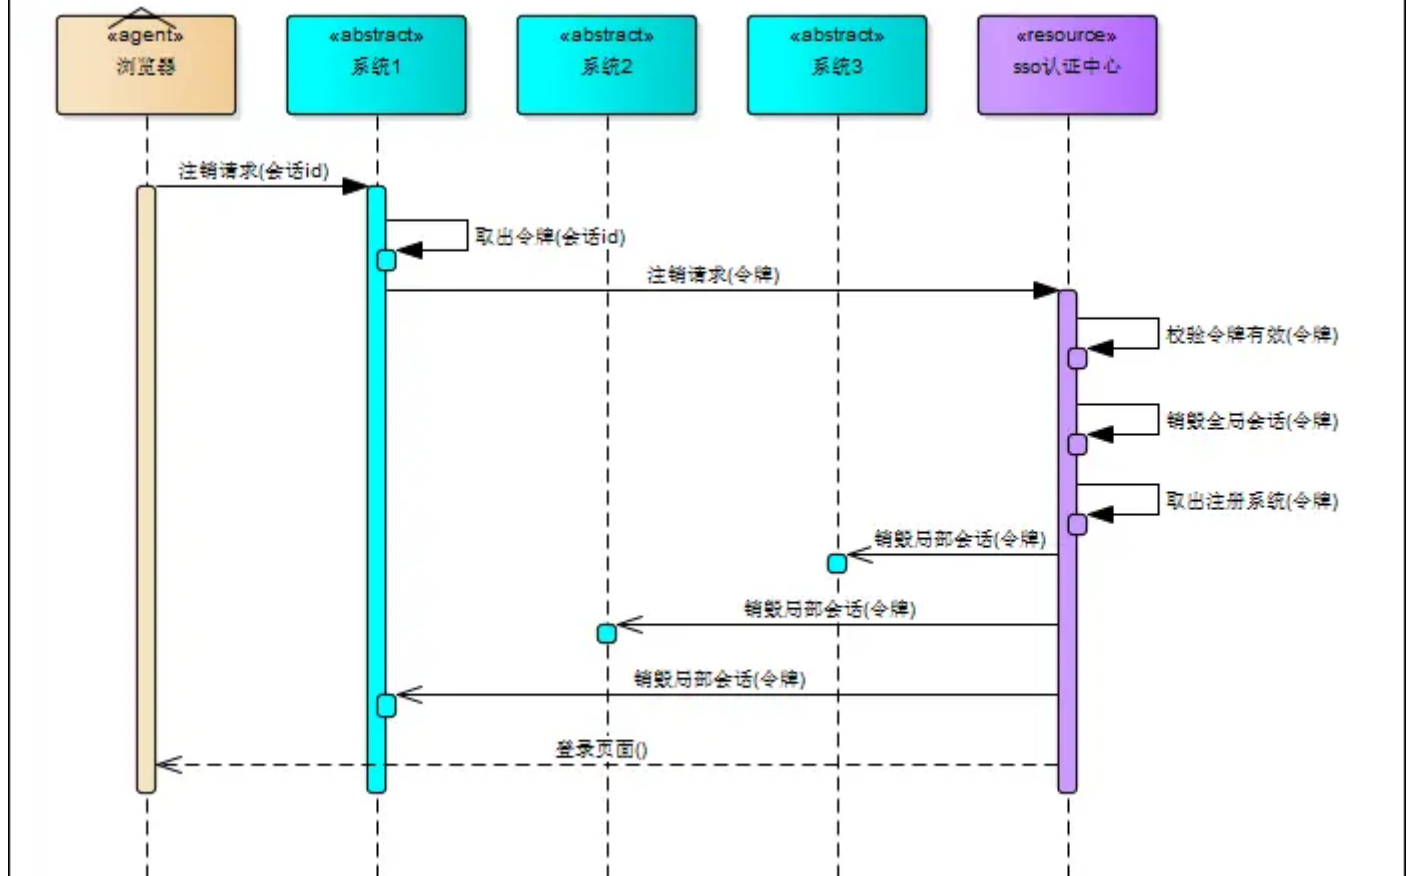 «agent»
浏览器
«abstract»
系统1
«abstract»
系统2
«abstract»
系统3
«resource»
sso认证中心
注销请求(会话id)
取出令牌(会话id)
注销请求(令牌)
校验令牌有效(令牌)
销毁全局会话(令牌)
取出注册系统(令牌)
销毁局部会话(令牌)
销毁局部会话(令牌)
销毁局部会话(令牌)
登录页面()